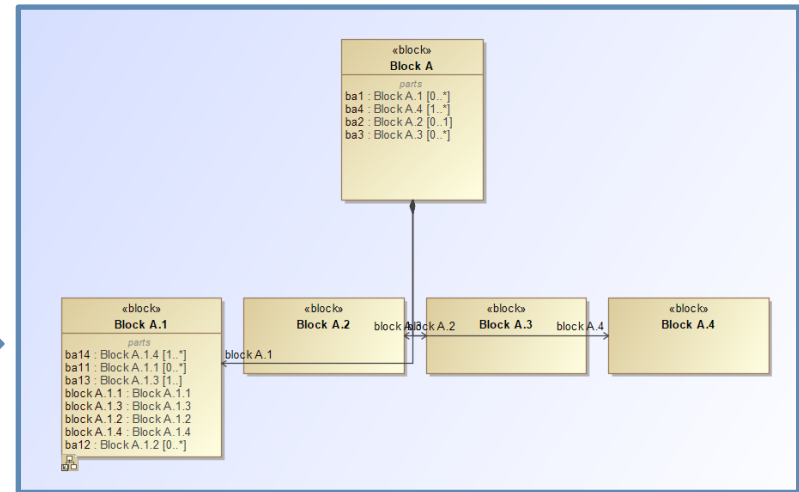 «block»
Block A
parts
ba1 : Block A.1 [0..*]
ba4 : Block A.4 [1..*]
ba2 : Block A.2 [0..1]
ba3 : Block A.3 [0..*]
«block»
Block A.1
parts
ba14 : Block A.1.4 [1..*]
ba11 : Block A.1.1 [0..*]
ba13 : Block A.1.3 [1..]
block A.1.1 : Block A.1.1
block A.1.3 : Block A.1.3
block A.1.2 : Block A.1.2
block A.1.4 : Block A.1.4
ba12 : Block A.1.2 [0..*]
block A.1
«block»
Block A.2
block A.3
block A.2
«block»
Block A.3
block A.4
«block»
Block A.4